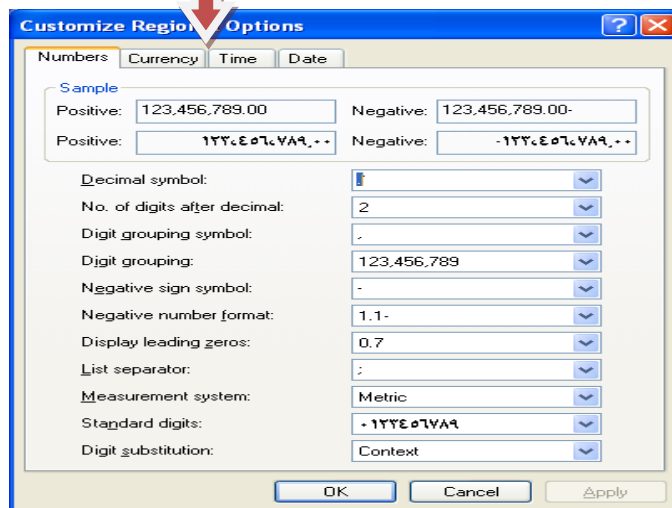 Customize Regional Options
Numbers Currency Time Date
Sample
Positive: 123,456,789.00 Negative: 123,456,789.00-
Positive: ١٢٣،٤٥٦،٧٨٩,٠٠ Negative: -١٢٣،٤٥٦،٧٨٩,٠٠
Decimal symbol: .
No. of digits after decimal: 2
Digit grouping symbol: ,
Digit grouping: 123,456,789
Negative sign symbol: -
Negative number format: 1.1-
Display leading zeros: 0.7
List separator: ;
Measurement system: Metric
Standard digits: ٠١٢٣٤٥٦٧٨٩
Digit substitution: Context
OK Cancel Apply